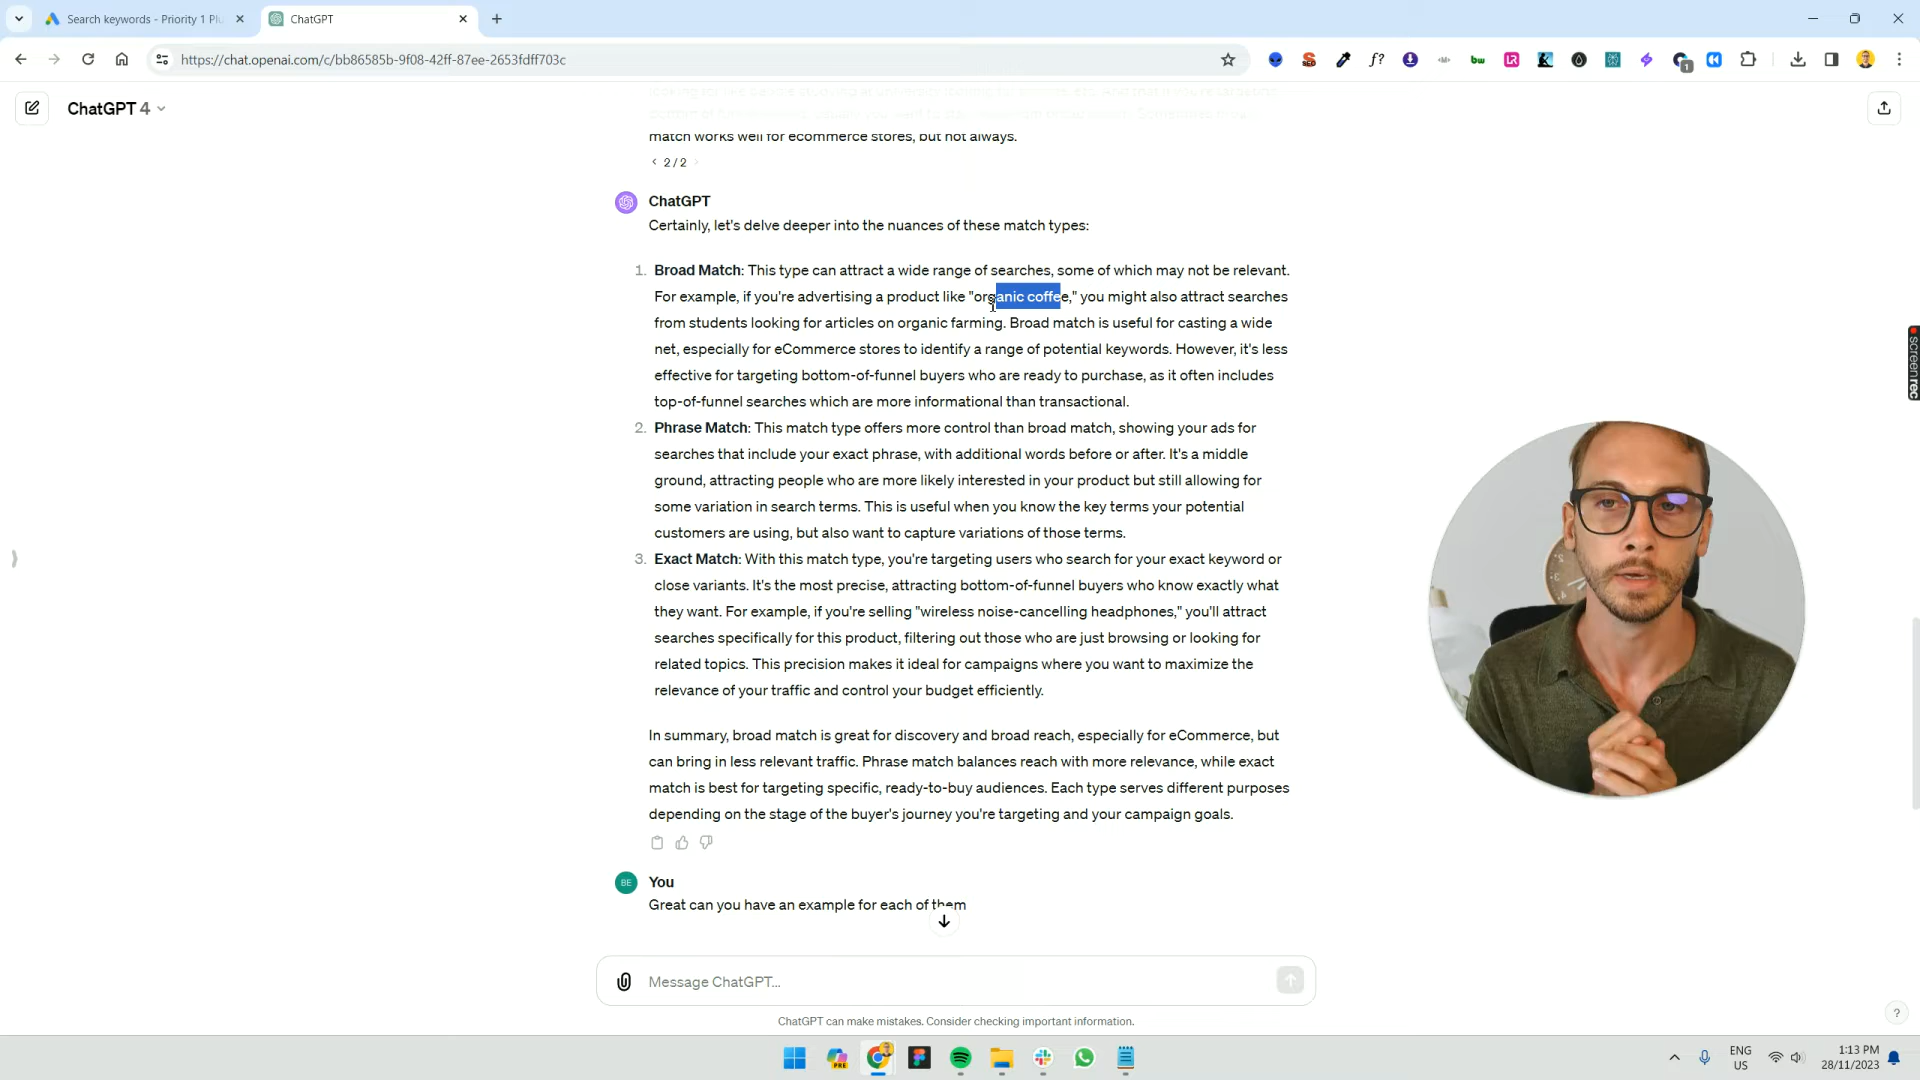 Search keywords - Priority 1 Plu
ChatGPT
https://chat.openai.com/c/bb86585b-9f08-42ff-87ee-2653fdff703c
ChatGPT 4
match works well for ecommerce stores, but not always.
2 / 2
ChatGPT
Certainly, let's delve deeper into the nuances of these match types:
1. Broad Match: This type can attract a wide range of searches, some of which may not be relevant.
For example, if you're advertising a product like "organic coffee," you might also attract searches
from students looking for articles on organic farming. Broad match is useful for casting a wide
net, especially for eCommerce stores to identify a range of potential keywords. However, it's less
effective for targeting bottom-of-funnel buyers who are ready to purchase, as it often includes
top-of-funnel searches which are more informational than transactional.
2. Phrase Match: This match type offers more control than broad match, showing your ads for
searches that include your exact phrase, with additional words before or after. It's a middle
ground, attracting people who are more likely interested in your product but still allowing for
some variation in search terms. This is useful when you know the key terms your potential
customers are using, but also want to capture variations of those terms.
3. Exact Match: With this match type, you're targeting users who search for your exact keyword or
close variants. It's the most precise, attracting bottom-of-funnel buyers who know exactly what
they want. For example, if you're selling "wireless noise-cancelling headphones," you'll attract
searches specifically for this product, filtering out those who are just browsing or looking for
related topics. This precision makes it ideal for campaigns where you want to maximize the
relevance of your traffic and control your budget efficiently.
In summary, broad match is great for discovery and broad reach, especially for eCommerce, but
can bring in less relevant traffic. Phrase match balances reach with more relevance, while exact
match is best for targeting specific, ready-to-buy audiences. Each type serves different purposes
depending on the stage of the buyer's journey you're targeting and your campaign goals.
BE
You
Great can you have an example for each of them
Message ChatGPT...
ChatGPT can make mistakes. Consider checking important information.
?
screenrec
PRE
ENG
US
1:13 PM
28/11/2023